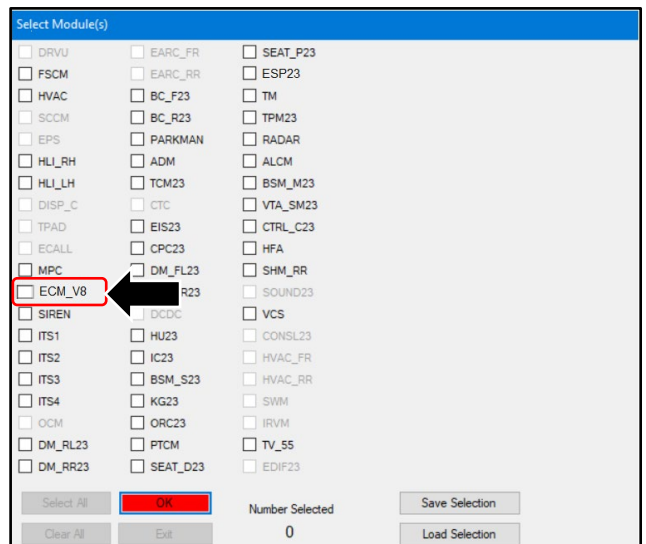 Select Module(s)
DRVU
FSCM
HVAC
SCCM
EPS
HLI_RH
HLI_LH
DISP_C
TPAD
ECALL
MPC
ECM_V8
SIREN
ITS1
ITS2
ITS3
ITS4
OCM
DM_RL23
DM_RR23
EARC_FR
EARC_RR
BC_F23
BC_R23
PARKMAN
ADM
TCM23
CTC
EIS23
CPC23
DM_FL23
R23
DCDC
HU23
IC23
BSM_S23
KG23
ORC23
PTCM
SEAT_D23
SEAT_P23
ESP23
TM
TPM23
RADAR
ALCM
BSM_M23
VTA_SM23
CTRL_C23
HFA
SHM_RR
SOUND23
VCS
CONSL23
HVAC_FR
HVAC_RR
SWM
IRVM
TV_55
EDIF23
Select All
OK
Number Selected
Save Selection
Clear All
Exit
0
Load Selection